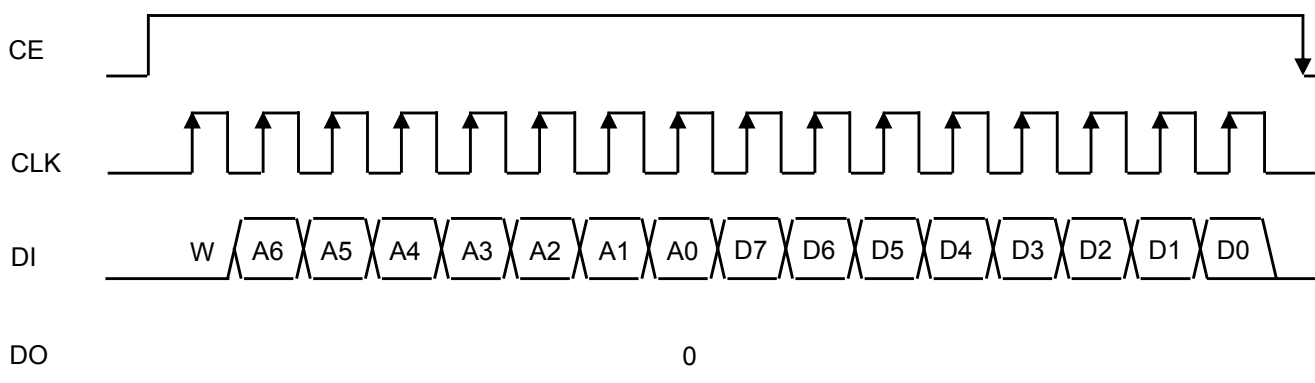 CE
CLK
DI W A6 A5 A4 A3 A2 A1 A0 D7 D6 D5 D4 D3 D2 D1 D0
DO 0